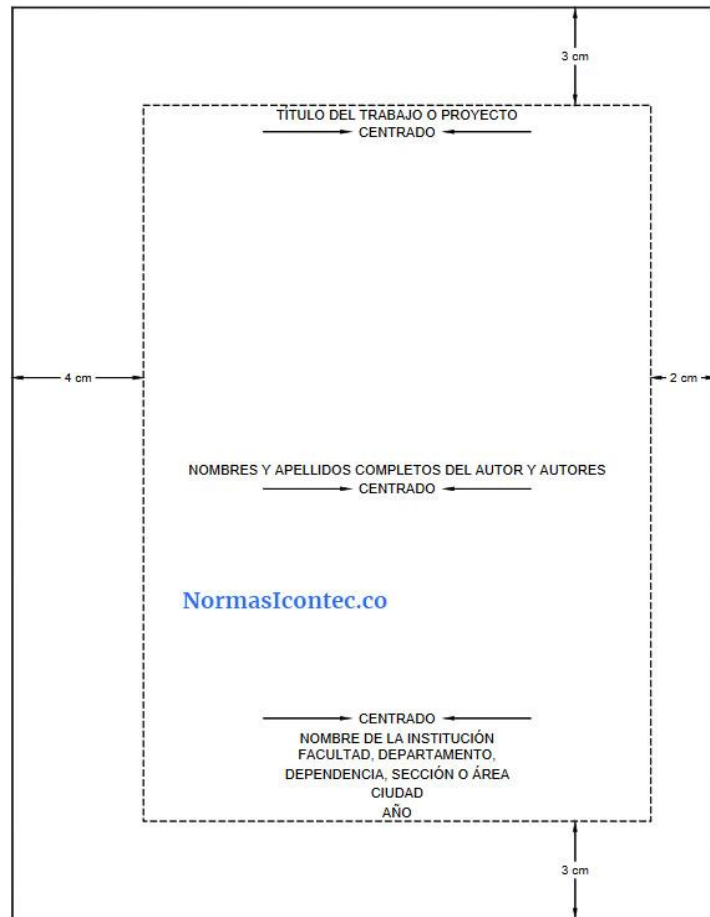 3 cm
TÍTULO DEL TRABAJO O PROYECTO
CENTRADO
4 cm
2 cm
NOMBRES Y APELLIDOS COMPLETOS DEL AUTOR Y AUTORES
CENTRADO
NormasIcontec.co
CENTRADO
NOMBRE DE LA INSTITUCIÓN
FACULTAD, DEPARTAMENTO,
DEPENDENCIA, SECCIÓN O ÁREA
CIUDAD
AÑO
3 cm